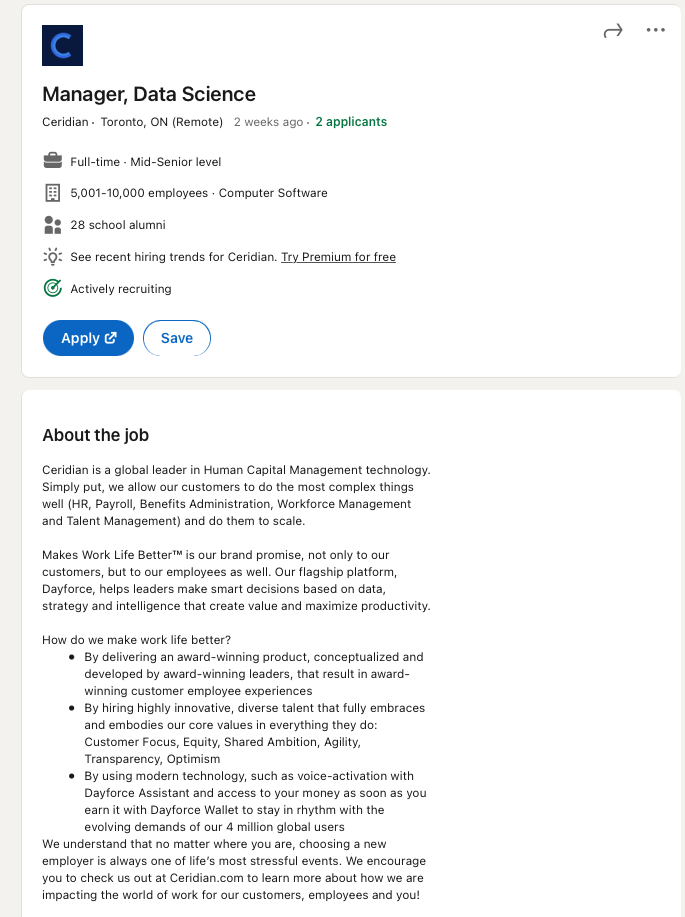 C
Manager, Data Science
Ceridian · Toronto, ON (Remote) 2 weeks ago · 2 applicants
Full-time · Mid-Senior level
5,001-10,000 employees · Computer Software
28 school alumni
See recent hiring trends for Ceridian. Try Premium for free
Actively recruiting
Apply
Save
About the job
Ceridian is a global leader in Human Capital Management technology.
Simply put, we allow our customers to do the most complex things
well (HR, Payroll, Benefits Administration, Workforce Management
and Talent Management) and do them to scale.
Makes Work Life Better™ is our brand promise, not only to our
customers, but to our employees as well. Our flagship platform,
Dayforce, helps leaders make smart decisions based on data,
strategy and intelligence that create value and maximize productivity.
How do we make work life better?
• By delivering an award-winning product, conceptualized and
developed by award-winning leaders, that result in award-
winning customer employee experiences
• By hiring highly innovative, diverse talent that fully embraces
and embodies our core values in everything they do:
Customer Focus, Equity, Shared Ambition, Agility,
Transparency, Optimism
• By using modern technology, such as voice-activation with
Dayforce Assistant and access to your money as soon as you
earn it with Dayforce Wallet to stay in rhythm with the
evolving demands of our 4 million global users
We understand that no matter where you are, choosing a new
employer is always one of life's most stressful events. We encourage
you to check us out at Ceridian.com to learn more about how we are
impacting the world of work for our customers, employees and you!